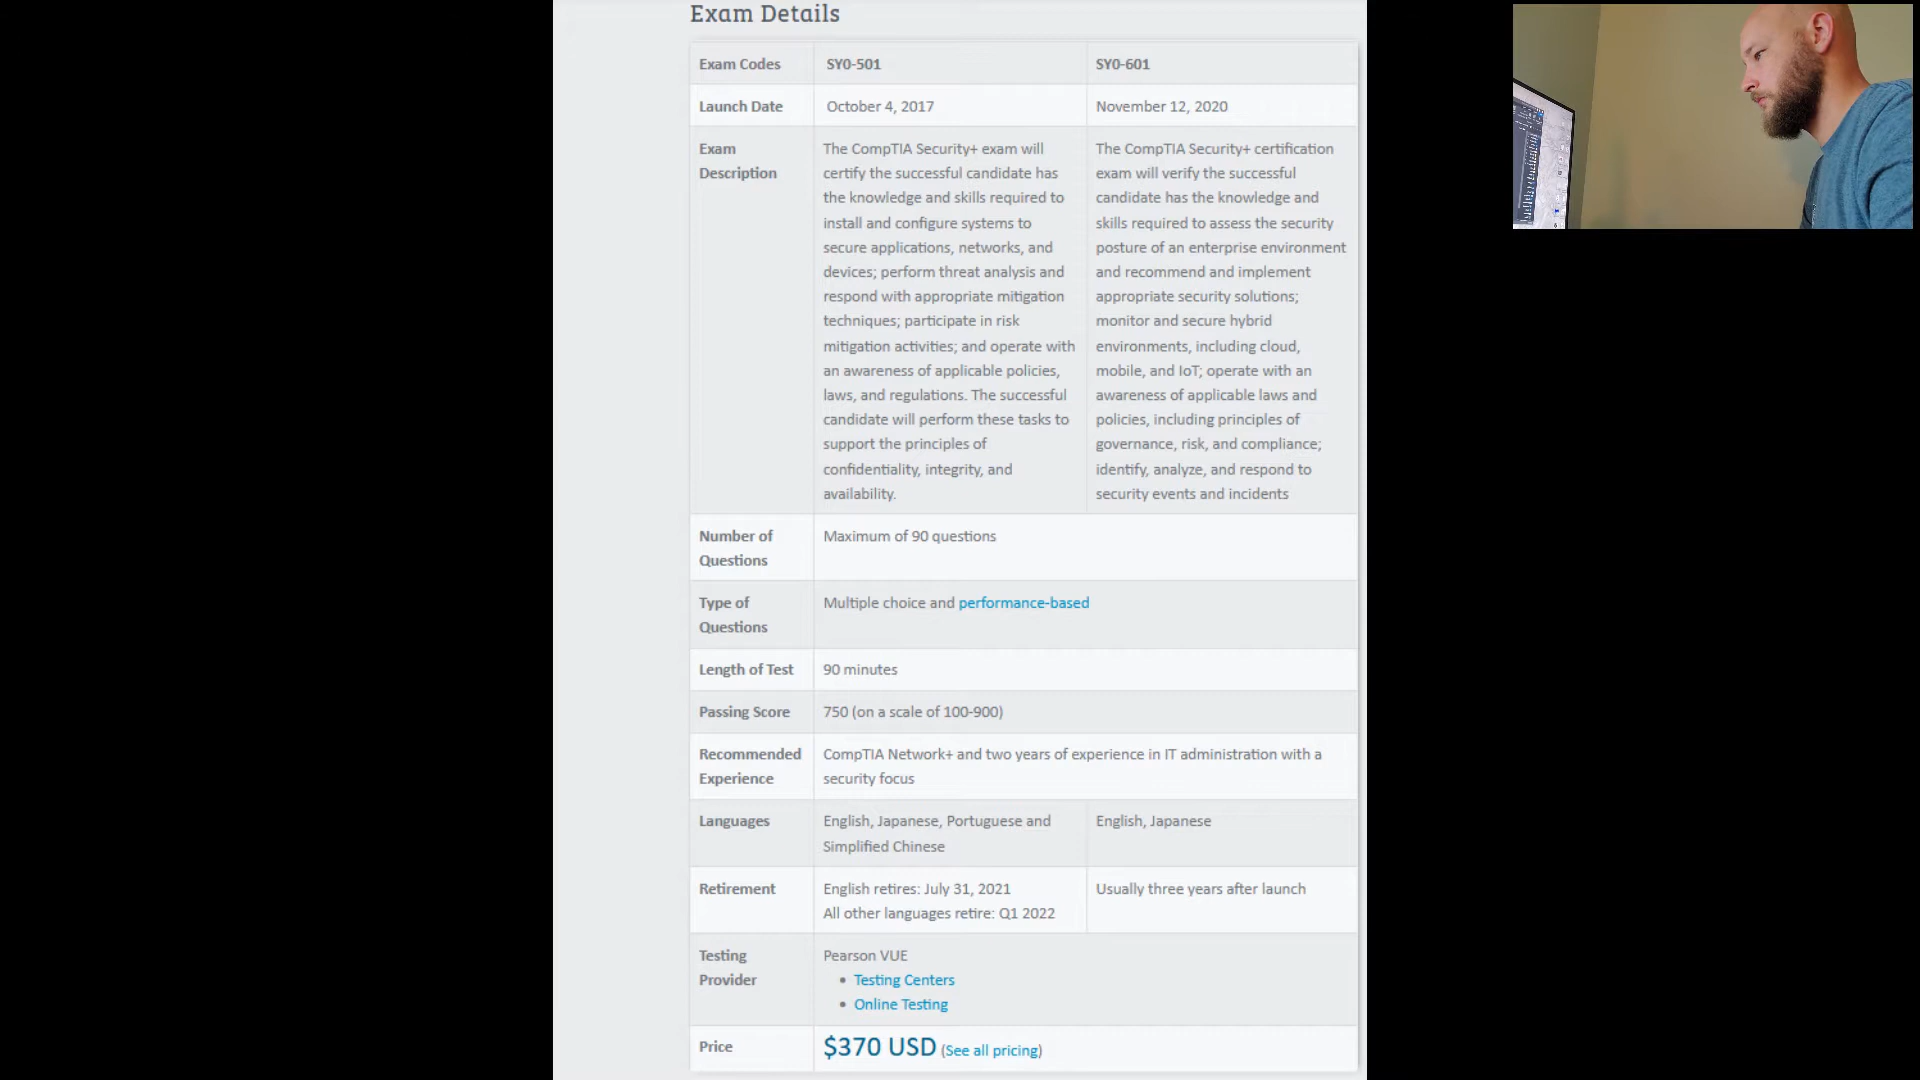 Exam Details
Exam Codes
SY0-501
SY0-601
Launch Date
October 4, 2017
November 12, 2020
Exam
Description
The CompTIA Security+ exam will
certify the successful candidate has
the knowledge and skills required to
install and configure systems to
secure applications, networks, and
devices; perform threat analysis and
respond with appropriate mitigation
techniques; participate in risk
mitigation activities; and operate with
an awareness of applicable policies,
laws, and regulations. The successful
candidate will perform these tasks to
support the principles of
confidentiality, integrity, and
availability.
The CompTIA Security+ certification
exam will verify the successful
candidate has the knowledge and
skills required to assess the security
posture of an enterprise environment
and recommend and implement
appropriate security solutions;
monitor and secure hybrid
environments, including cloud,
mobile, and IoT; operate with an
awareness of applicable laws and
policies, including principles of
governance, risk, and compliance;
identify, analyze, and respond to
security events and incidents
Number of
Questions
Maximum of 90 questions
Type of
Questions
Multiple choice and performance-based
Length of Test
90 minutes
Passing Score
750 (on a scale of 100-900)
Recommended
Experience
CompTIA Network+ and two years of experience in IT administration with a
security focus
Languages
English, Japanese, Portuguese and
Simplified Chinese
English, Japanese
Retirement
English retires: July 31, 2021
All other languages retire: Q1 2022
Usually three years after launch
Testing
Provider
Pearson VUE
• Testing Centers
• Online Testing
Price
$370 USD (See all pricing)